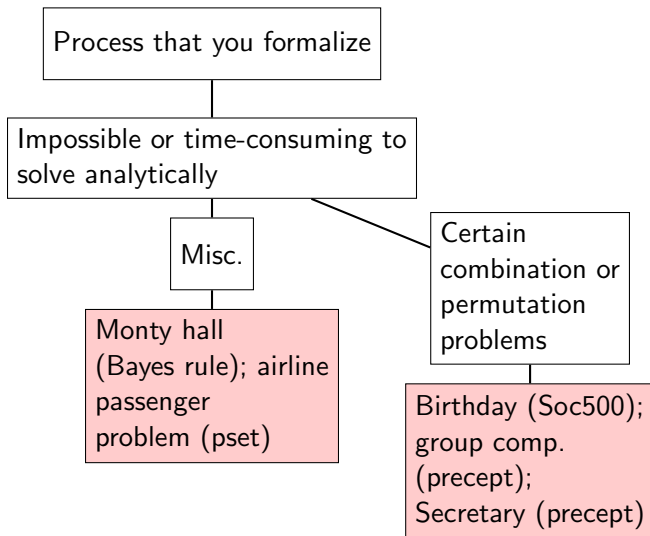 Process that you formalize
Impossible or time-consuming to
solve analytically
Misc.
Certain
combination or
permutation
problems
Monty hall
(Bayes rule); airline
passenger
problem (pset)
Birthday (Soc500);
group comp.
(precept);
Secretary (precept)